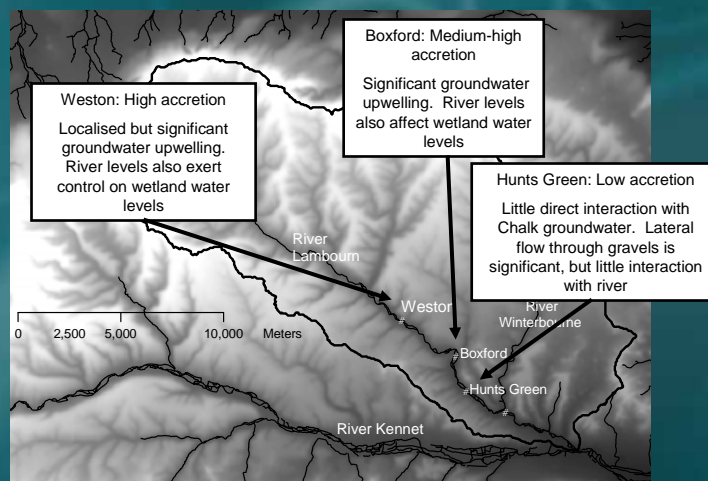 Boxford: Medium-high
accretion
Significant groundwater
upwelling. River levels
also affect wetland water
levels
Weston: High accretion
Localised but significant
groundwater upwelling.
River levels also exert
control on wetland water
levels
Hunts Green: Low accretion
Little direct interaction with
Chalk groundwater. Lateral
flow through gravels is
significant, but little interaction
with river
River
Lambourn
Westor
River
Winterbourne
0 2,500 5,000 10,000 Meters
#
#Boxford
#Hunts Green
#
River Kennet